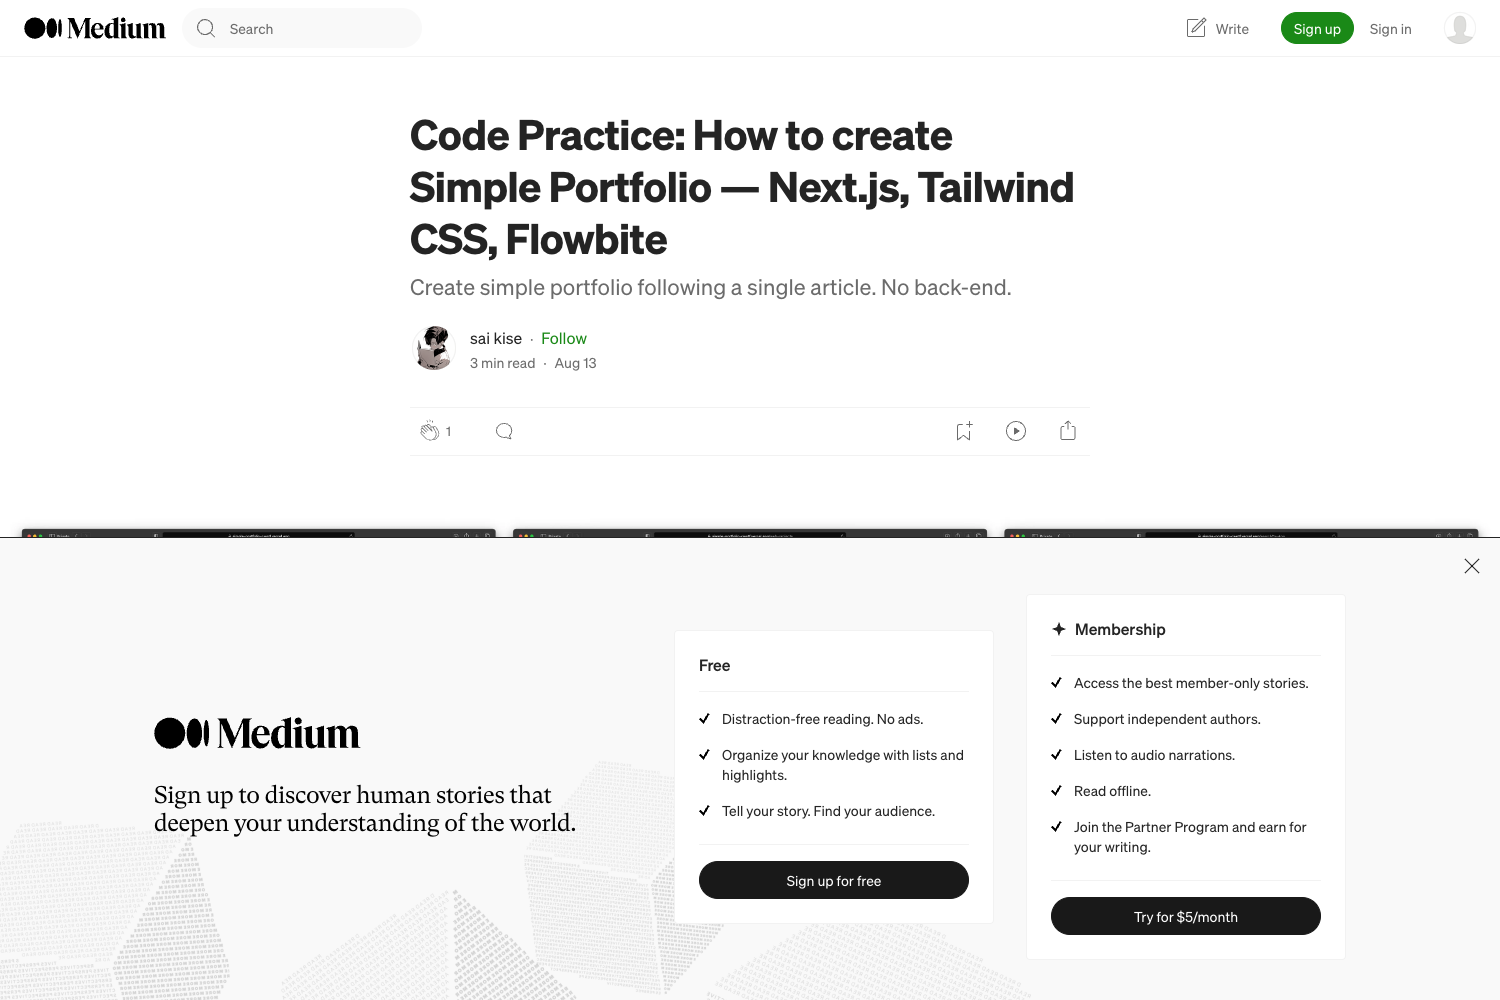 Medium
Search
Write
Sign up
Sign in
Code Practice: How to create
Simple Portfolio — Next.js, Tailwind
CSS, Flowbite
Create simple portfolio following a single article. No back-end.
sai kise · Follow
3 min read · Aug 13
1
Medium
Sign up to discover human stories that
deepen your understanding of the world.
Free
Distraction-free reading. No ads.
Organize your knowledge with lists and
highlights.
Tell your story. Find your audience.
Sign up for free
Membership
Access the best member-only stories.
Support independent authors.
Listen to audio narrations.
Read offline.
Join the Partner Program and earn for
your writing.
Try for $5/month